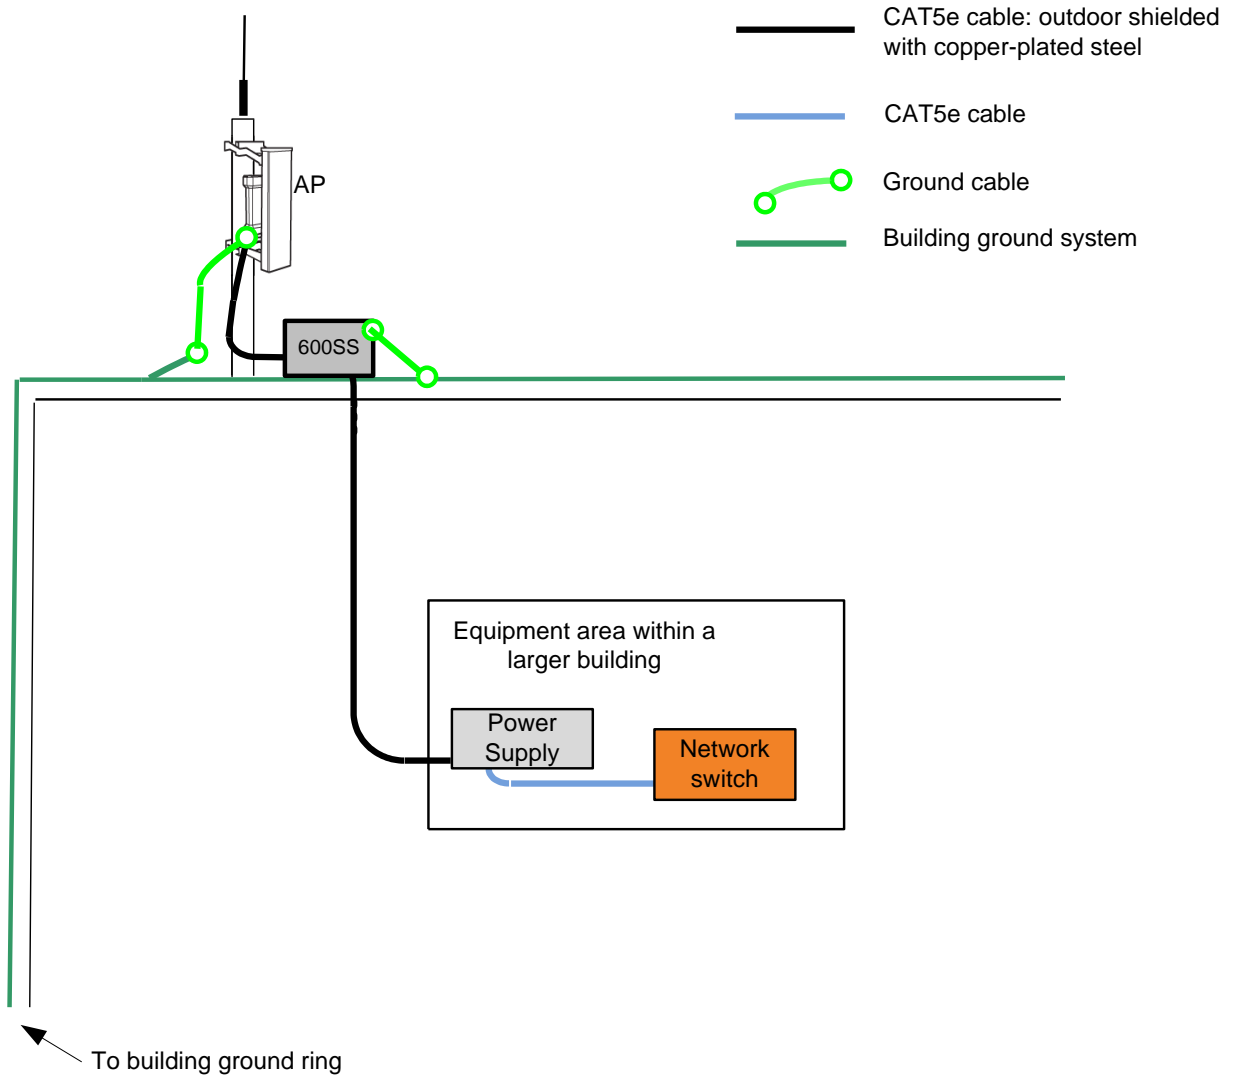 CAT5e cable: outdoor shielded
with copper-plated steel
CAT5e cable
AP
Ground cable
Building ground system
600SS
Equipment area within a
larger building
Power
Supply
Network
switch
To building ground ring